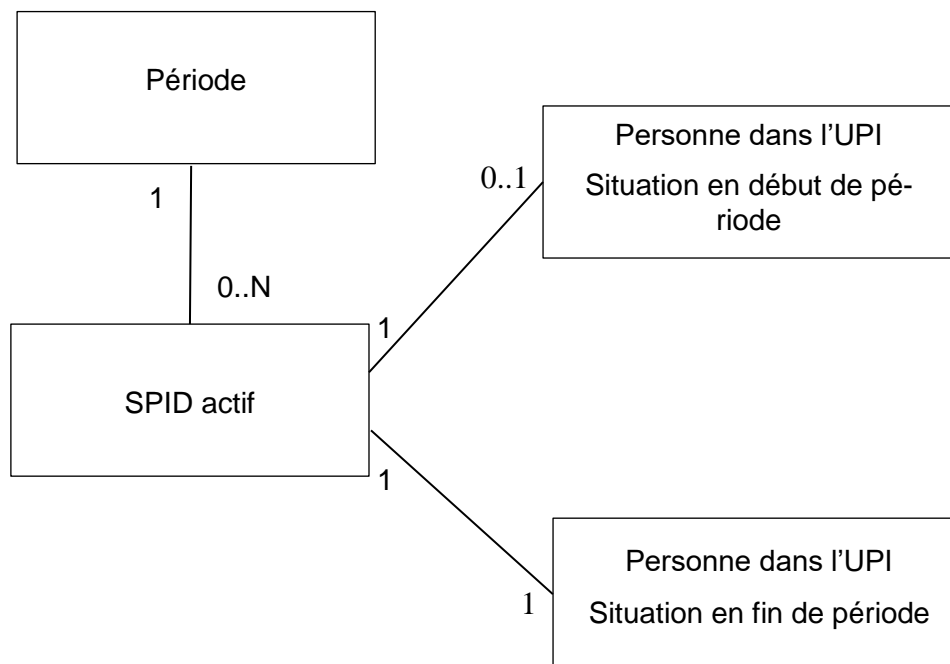 Période
Personne dans l'UPI
0..1
Situation en début de pé-
riode
1
0..N
1
SPID actif
1
Personne dans l'UPI
1
Situation en fin de période